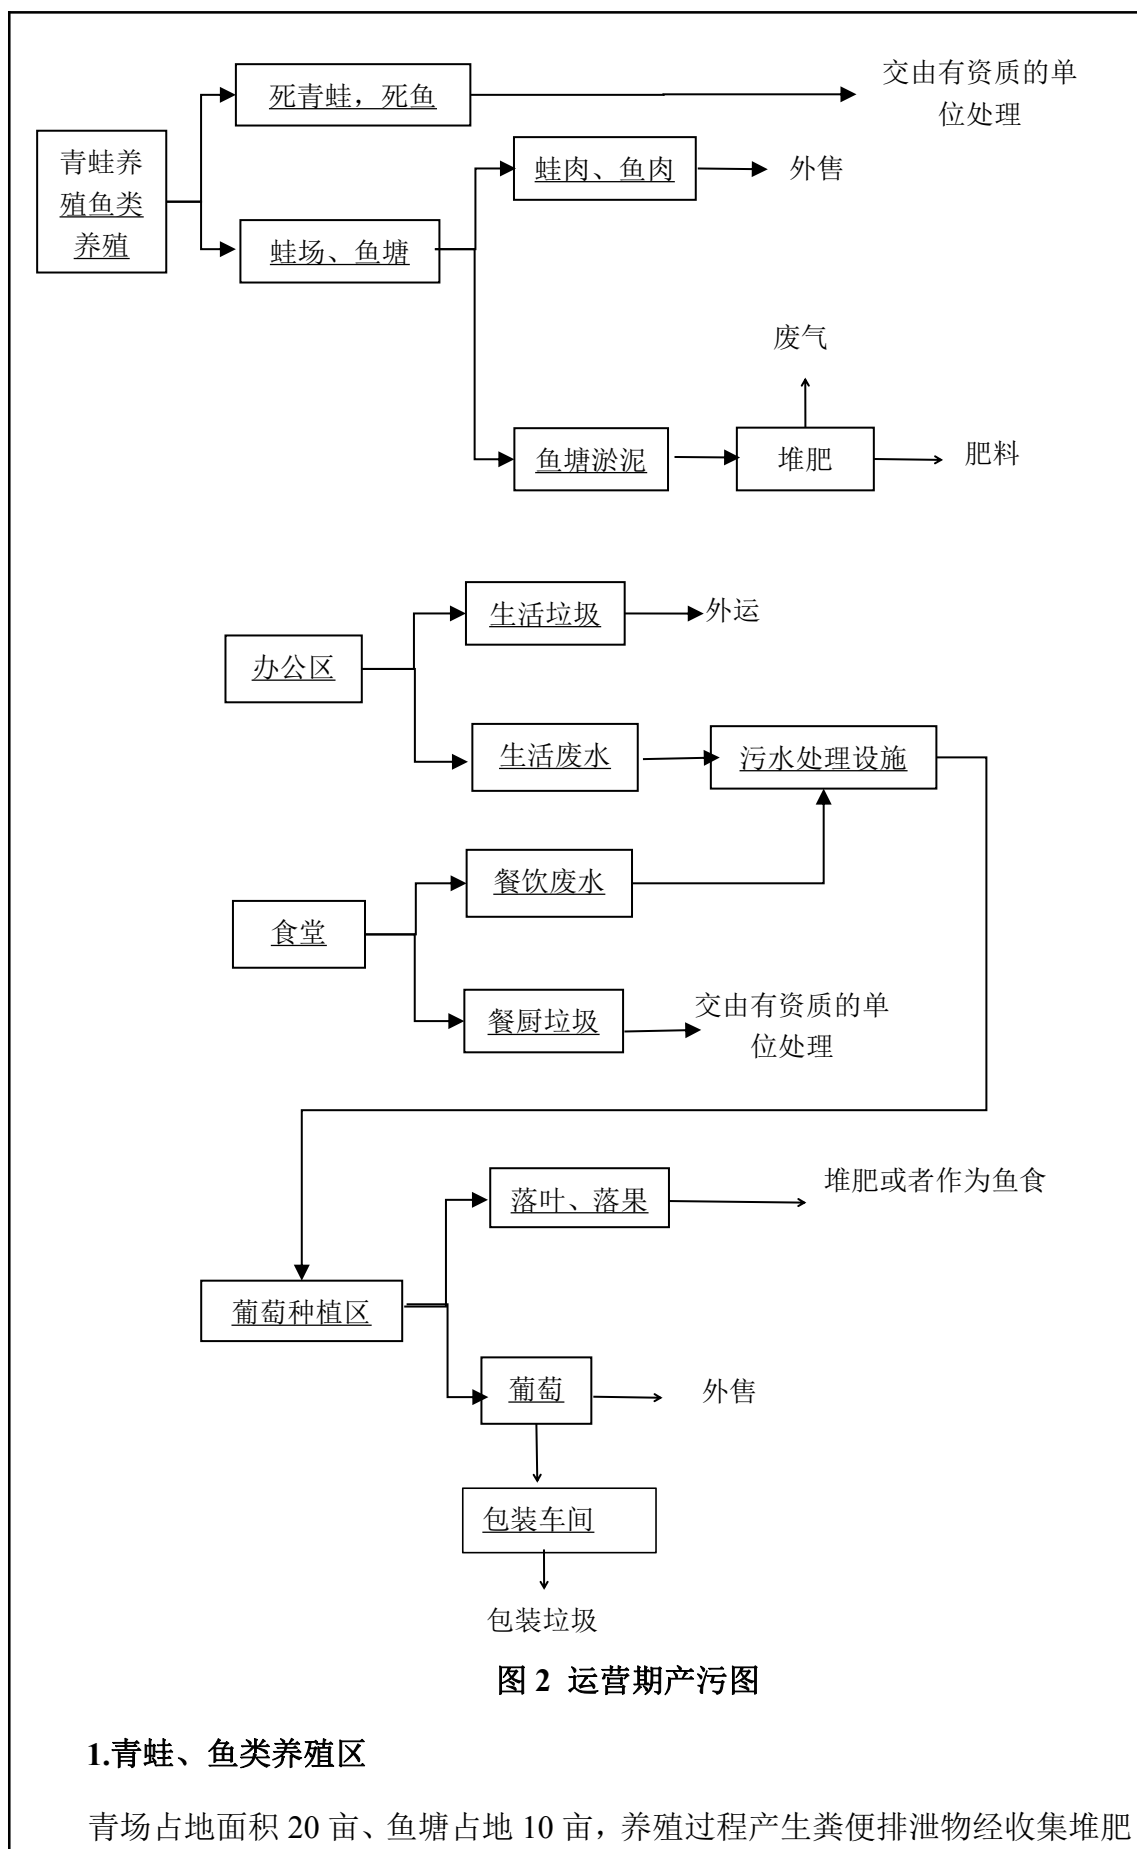 死青蛙，死鱼
交由有资质的单
位处理
青蛙养
殖鱼类
养殖
蛙肉、鱼肉
外售
蛙场、鱼塘
废气
鱼塘淤泥
堆肥
肥料
生活垃圾
外运
办公区
生活废水
污水处理设施
餐饮废水
食堂
餐厨垃圾
交由有资质的单
位处理
落叶、落果
堆肥或者作为鱼食
葡萄种植区
葡萄
外售
包装车间
包装垃圾
图 2 运营期产污图
1.青蛙、鱼类养殖区
青场占地面积 20 亩、鱼塘占地 10 亩，养殖过程产生粪便排泄物经收集堆肥